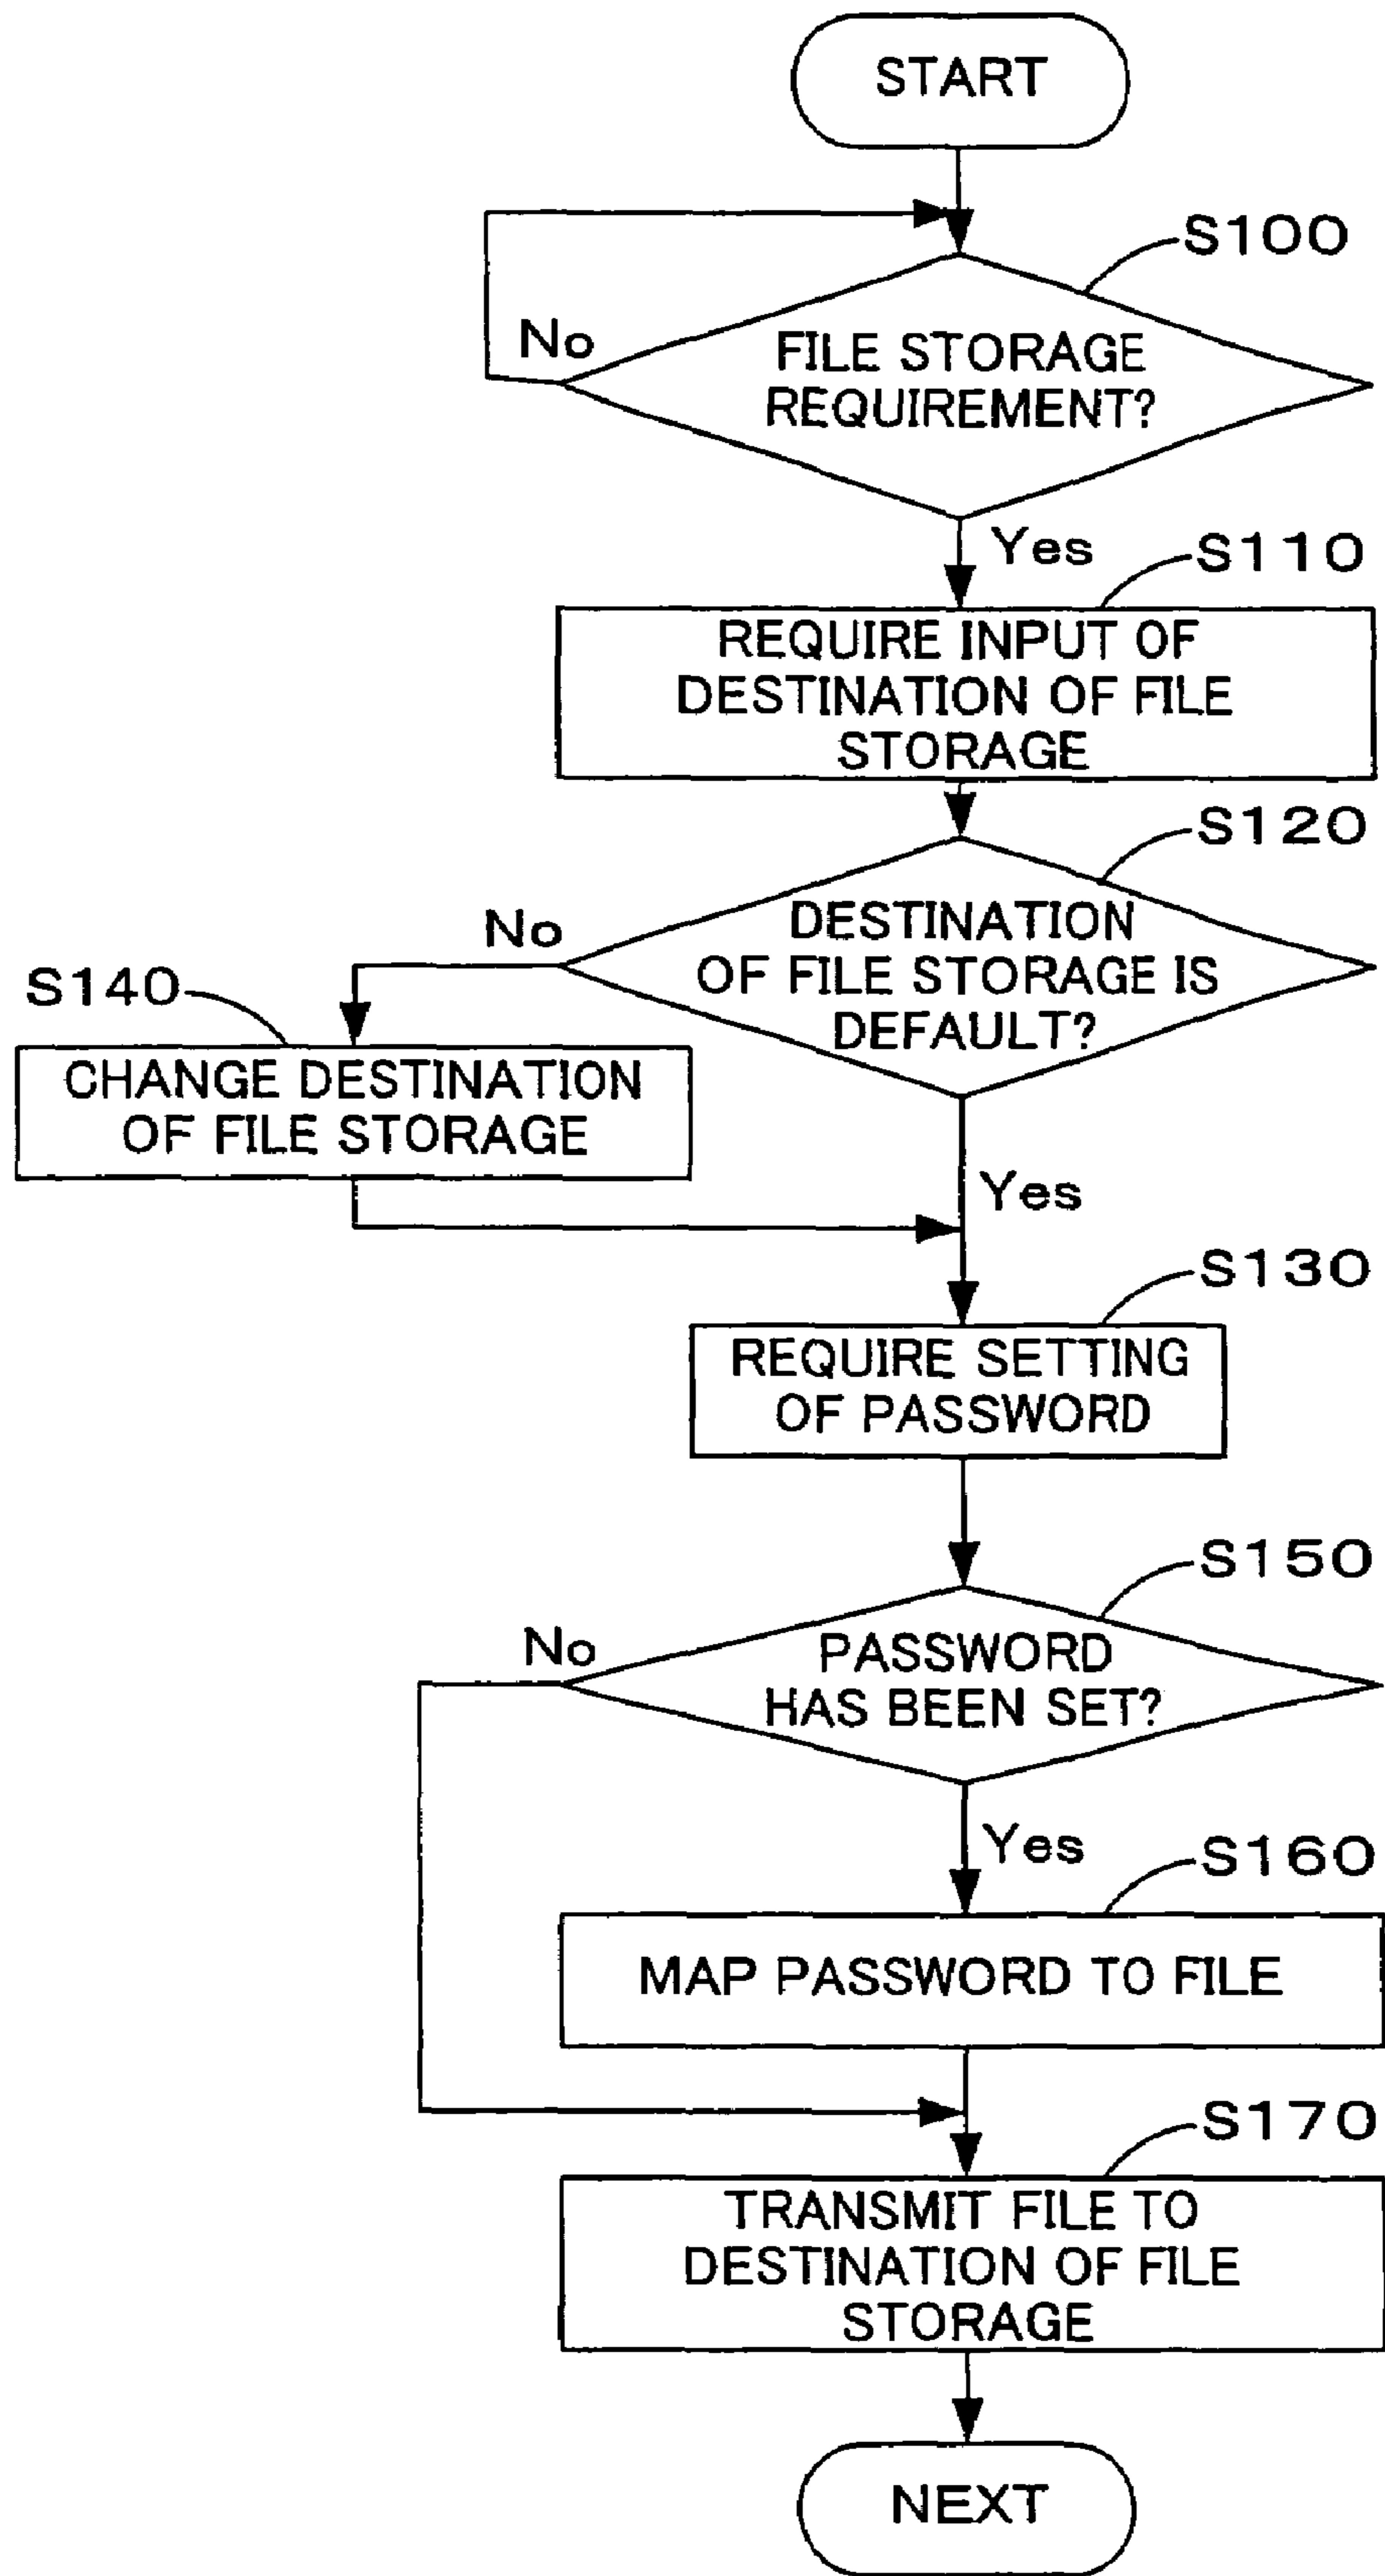 START
S100
No
FILE STORAGE
REQUIREMENT?
Yes
S110
REQUIRE INPUT OF
DESTINATION OF FILE
STORAGE
S120
No
DESTINATION
OF FILE STORAGE IS
DEFAULT?
S140
CHANGE DESTINATION
OF FILE STORAGE
Yes
S130
REQUIRE SETTING
OF PASSWORD
S150
No
PASSWORD
HAS BEEN SET?
Yes
S160
MAP PASSWORD TO FILE
S170
TRANSMIT FILE TO
DESTINATION OF FILE
STORAGE
NEXT